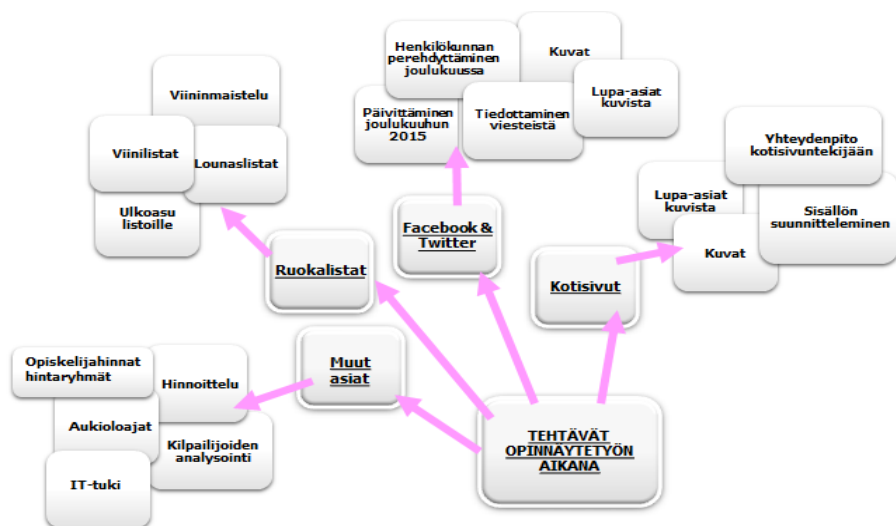 Henkilökunnan
perehdyttäminen
joulukuussa
Kuvat
Viininmaistelu
Lupa-asiat
kuvista
Päivittäminen
joulukuuhun
2015
Tiedottaminen
viesteistä
Yhteydenpito
kotisivuntekijään
Viinilistat
Lounaslistat
Lupa-asiat
kuvista
Ulkoasu
listoille
Facebook &
Twitter
Sisällön
suunnitteleminen
Kuvat
Ruokalistat
Kotisivut
Opiskelijahinnat
hintaryhmät
Hinnoittelu
Muut
asiat
Aukioloajat
Kilpailijoiden
analysointi
TEHTÄVÄT
OPINNÄYTETYÖN
AIKANA
IT-tuki